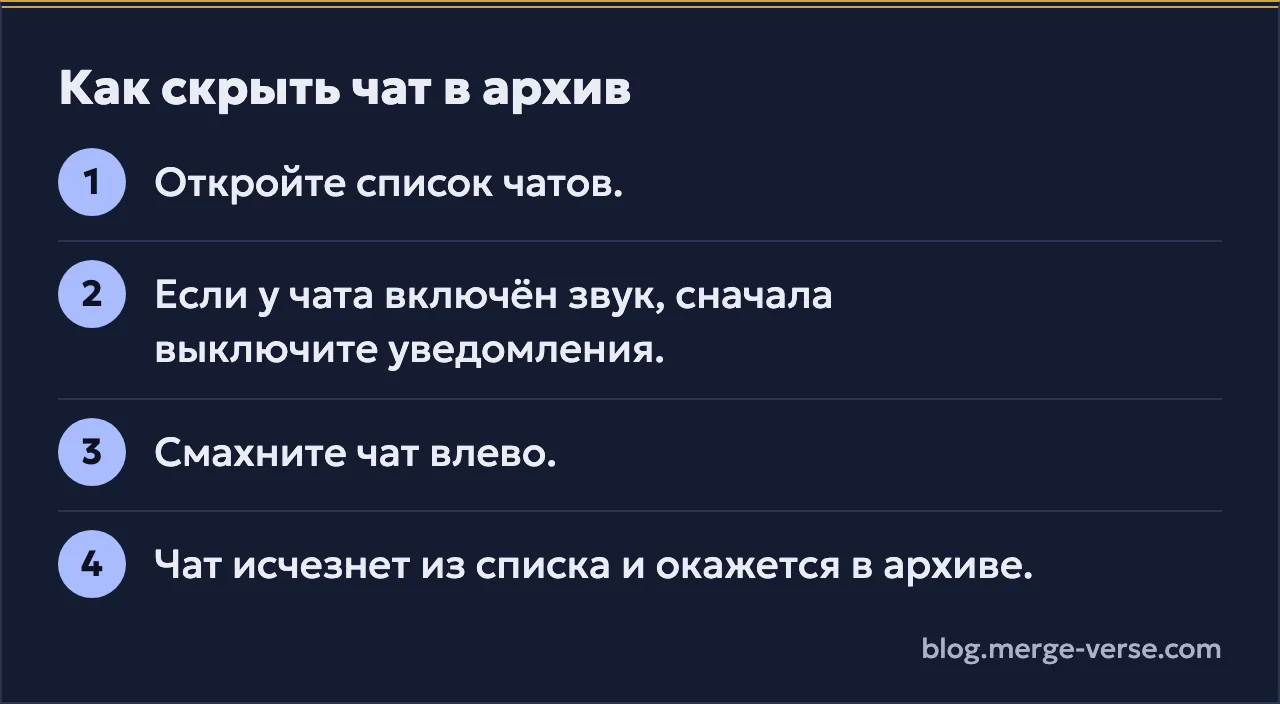 Как скрыть чат в архив
1
Откройте список чатов.
2
Если у чата включён звук, сначала
выключите уведомления.
3
Смахните чат влево.
4
Чат исчезнет из списка и окажется в архиве.
blog.merge-verse.com